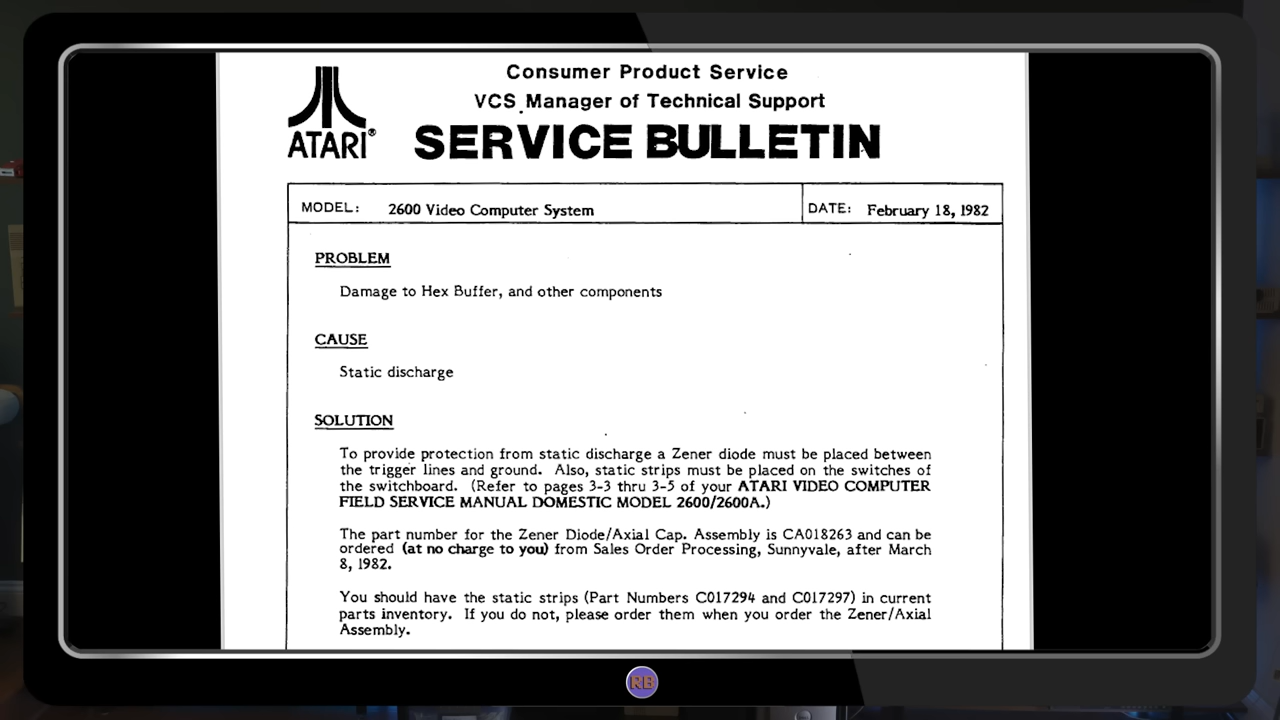 Consumer Product Service
VCS Manager of Technical Support
ATARI®
SERVICE BULLETIN
MODEL: 2600 Video Computer System
DATE: February 18, 1982
PROBLEM
Damage to Hex Buffer, and other components
CAUSE
Static discharge
SOLUTION
To provide protection from static discharge a Zener diode must be placed between
the trigger lines and ground. Also, static strips must be placed on the switches of
the switchboard. (Refer to pages 3-3 thru 3-5 of your ATARI VIDEO COMPUTER
FIELD SERVICE MANUAL DOMESTIC MODEL 2600/2600A.)
The part number for the Zener Diode/Axial Cap. Assembly is CA018263 and can be
ordered (at no charge to you) from Sales Order Processing, Sunnyvale, after March
8, 1982.
You should have the static strips (Part Numbers C017294 and C017297) in current
parts inventory. If you do not, please order them when you order the Zener/Axial
Assembly.
RB